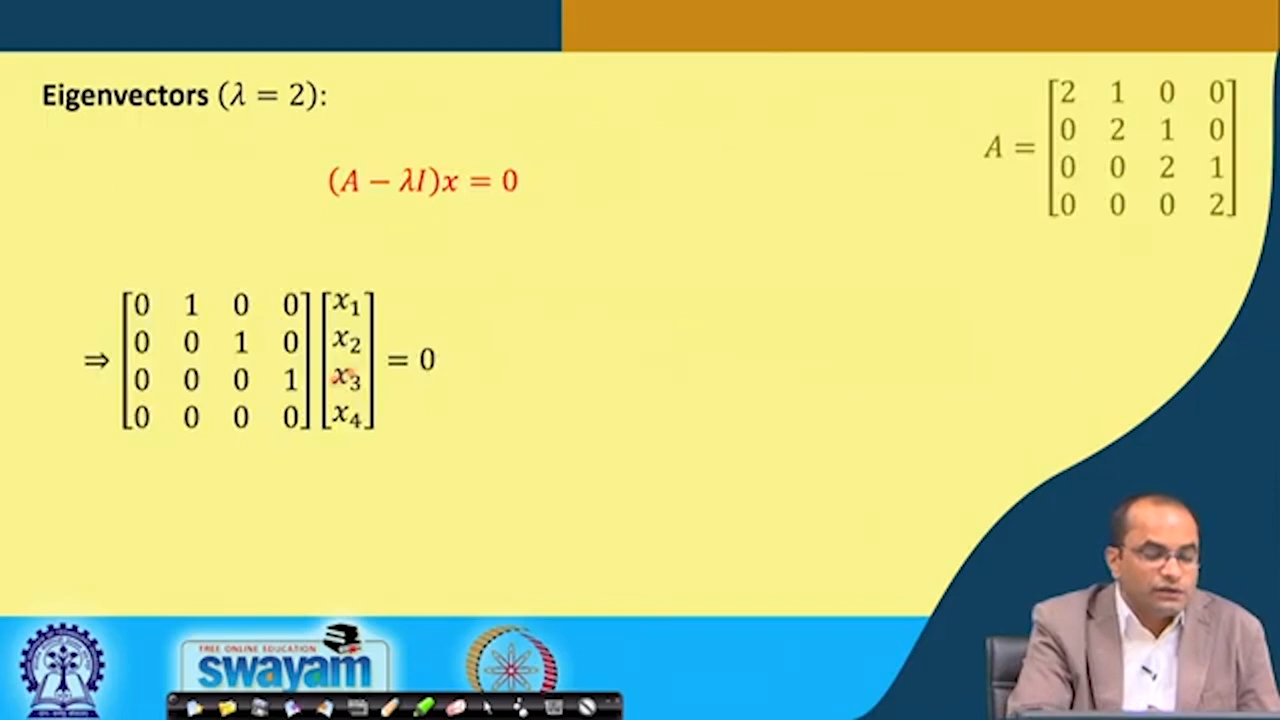 Eigenvectors (λ = 2):
(A − λI)x = 0
A = [2 1 0 0
0 2 1 0
0 0 2 1
0 0 0 2]
⇒ [0 1 0 0
0 0 1 0
0 0 0 1
0 0 0 0] [x₁
x₂
x₃
x₄] = 0
FREE ONLINE EDUCATION
swayam